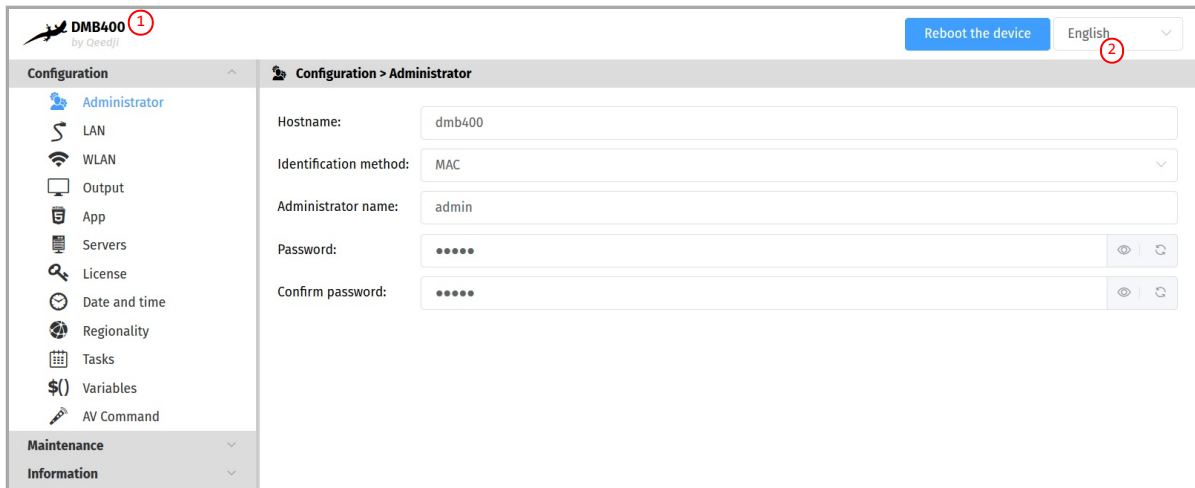 DMB400 1
by Qeedji
Reboot the device
English
2
Configuration
Administrator
LAN
WLAN
Output
App
Servers
License
Date and time
Regionality
Tasks
$() Variables
AV Command
Maintenance
Information
Configuration > Administrator
Hostname: dmb400
Identification method: MAC
Administrator name: admin
Password: ●●●●●
Confirm password: ●●●●●